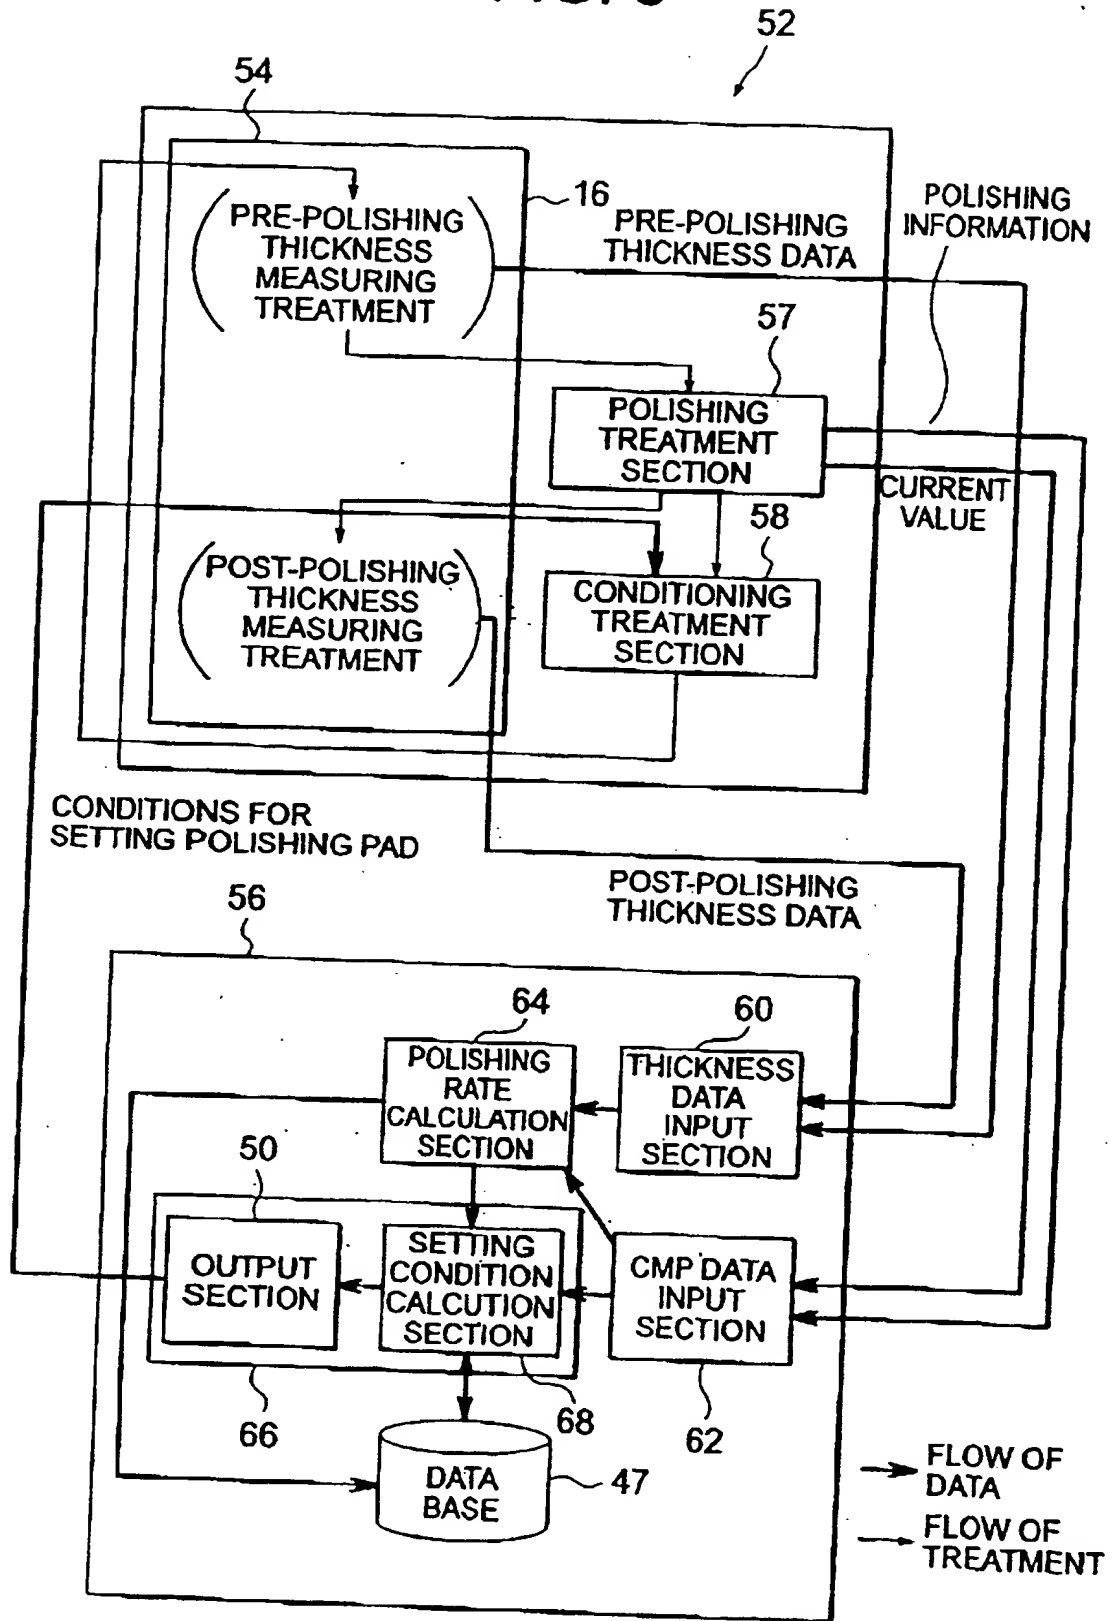 52
54
16
PRE-POLISHING
THICKNESS
MEASURING
TREATMENT
PRE-POLISHING
THICKNESS DATA
POLISHING
INFORMATION
57
POLISHING
TREATMENT
SECTION
CURRENT
VALUE
58
POST-POLISHING
THICKNESS
MEASURING
TREATMENT
CONDITIONING
TREATMENT
SECTION
CONDITIONS FOR
SETTING POLISHING PAD
POST-POLISHING
THICKNESS DATA
56
64
60
POLISHING
RATE
CALCULATION
SECTION
THICKNESS
DATA
INPUT
SECTION
50
OUTPUT
SECTION
SETTING
CONDITION
CALCUTION
SECTION
CMP DATA
INPUT
SECTION
66
68
62
DATA
BASE
47
FLOW OF
DATA
FLOW OF
TREATMENT